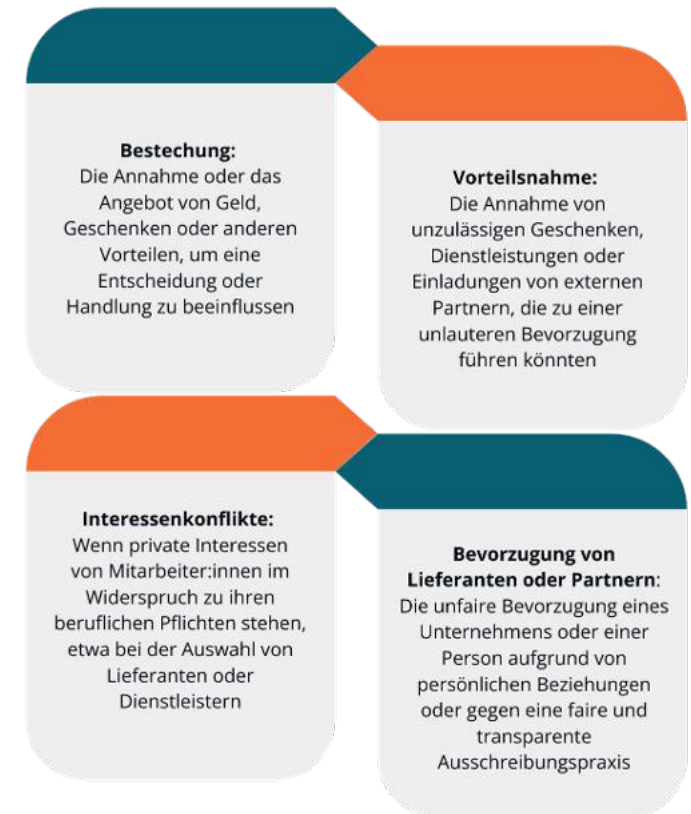 Bestechung:
Die Annahme oder das
Angebot von Geld,
Geschenken oder anderen
Vorteilen, um eine
Entscheidung oder
Handlung zu beeinflussen
Vorteilsnahme:
Die Annahme von
unzulässigen Geschenken,
Dienstleistungen oder
Einladungen von externen
Partnern, die zu einer
unlauteren Bevorzugung
führen könnten
Interessenkonflikte:
Wenn private Interessen
von Mitarbeiter:innen im
Widerspruch zu ihren
beruflichen Pflichten stehen,
etwa bei der Auswahl von
Lieferanten oder
Dienstleistern
Bevorzugung von
Lieferanten oder Partnern:
Die unfaire Bevorzugung eines
Unternehmens oder einer
Person aufgrund von
persönlichen Beziehungen
oder gegen eine faire und
transparente
Ausschreibungspraxis